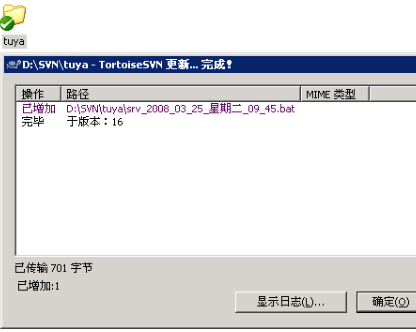 tuya
D:\SVN\tuya - TortoiseSVN 更新... 完成!
操作 路径 MIME 类型
已增加 D:\SVN\tuya\srv_2008_03_25_星期二_09_45.bat
完毕 于版本：16
已传输 701 字节
已增加:1
显示日志(L)... 确定(O)